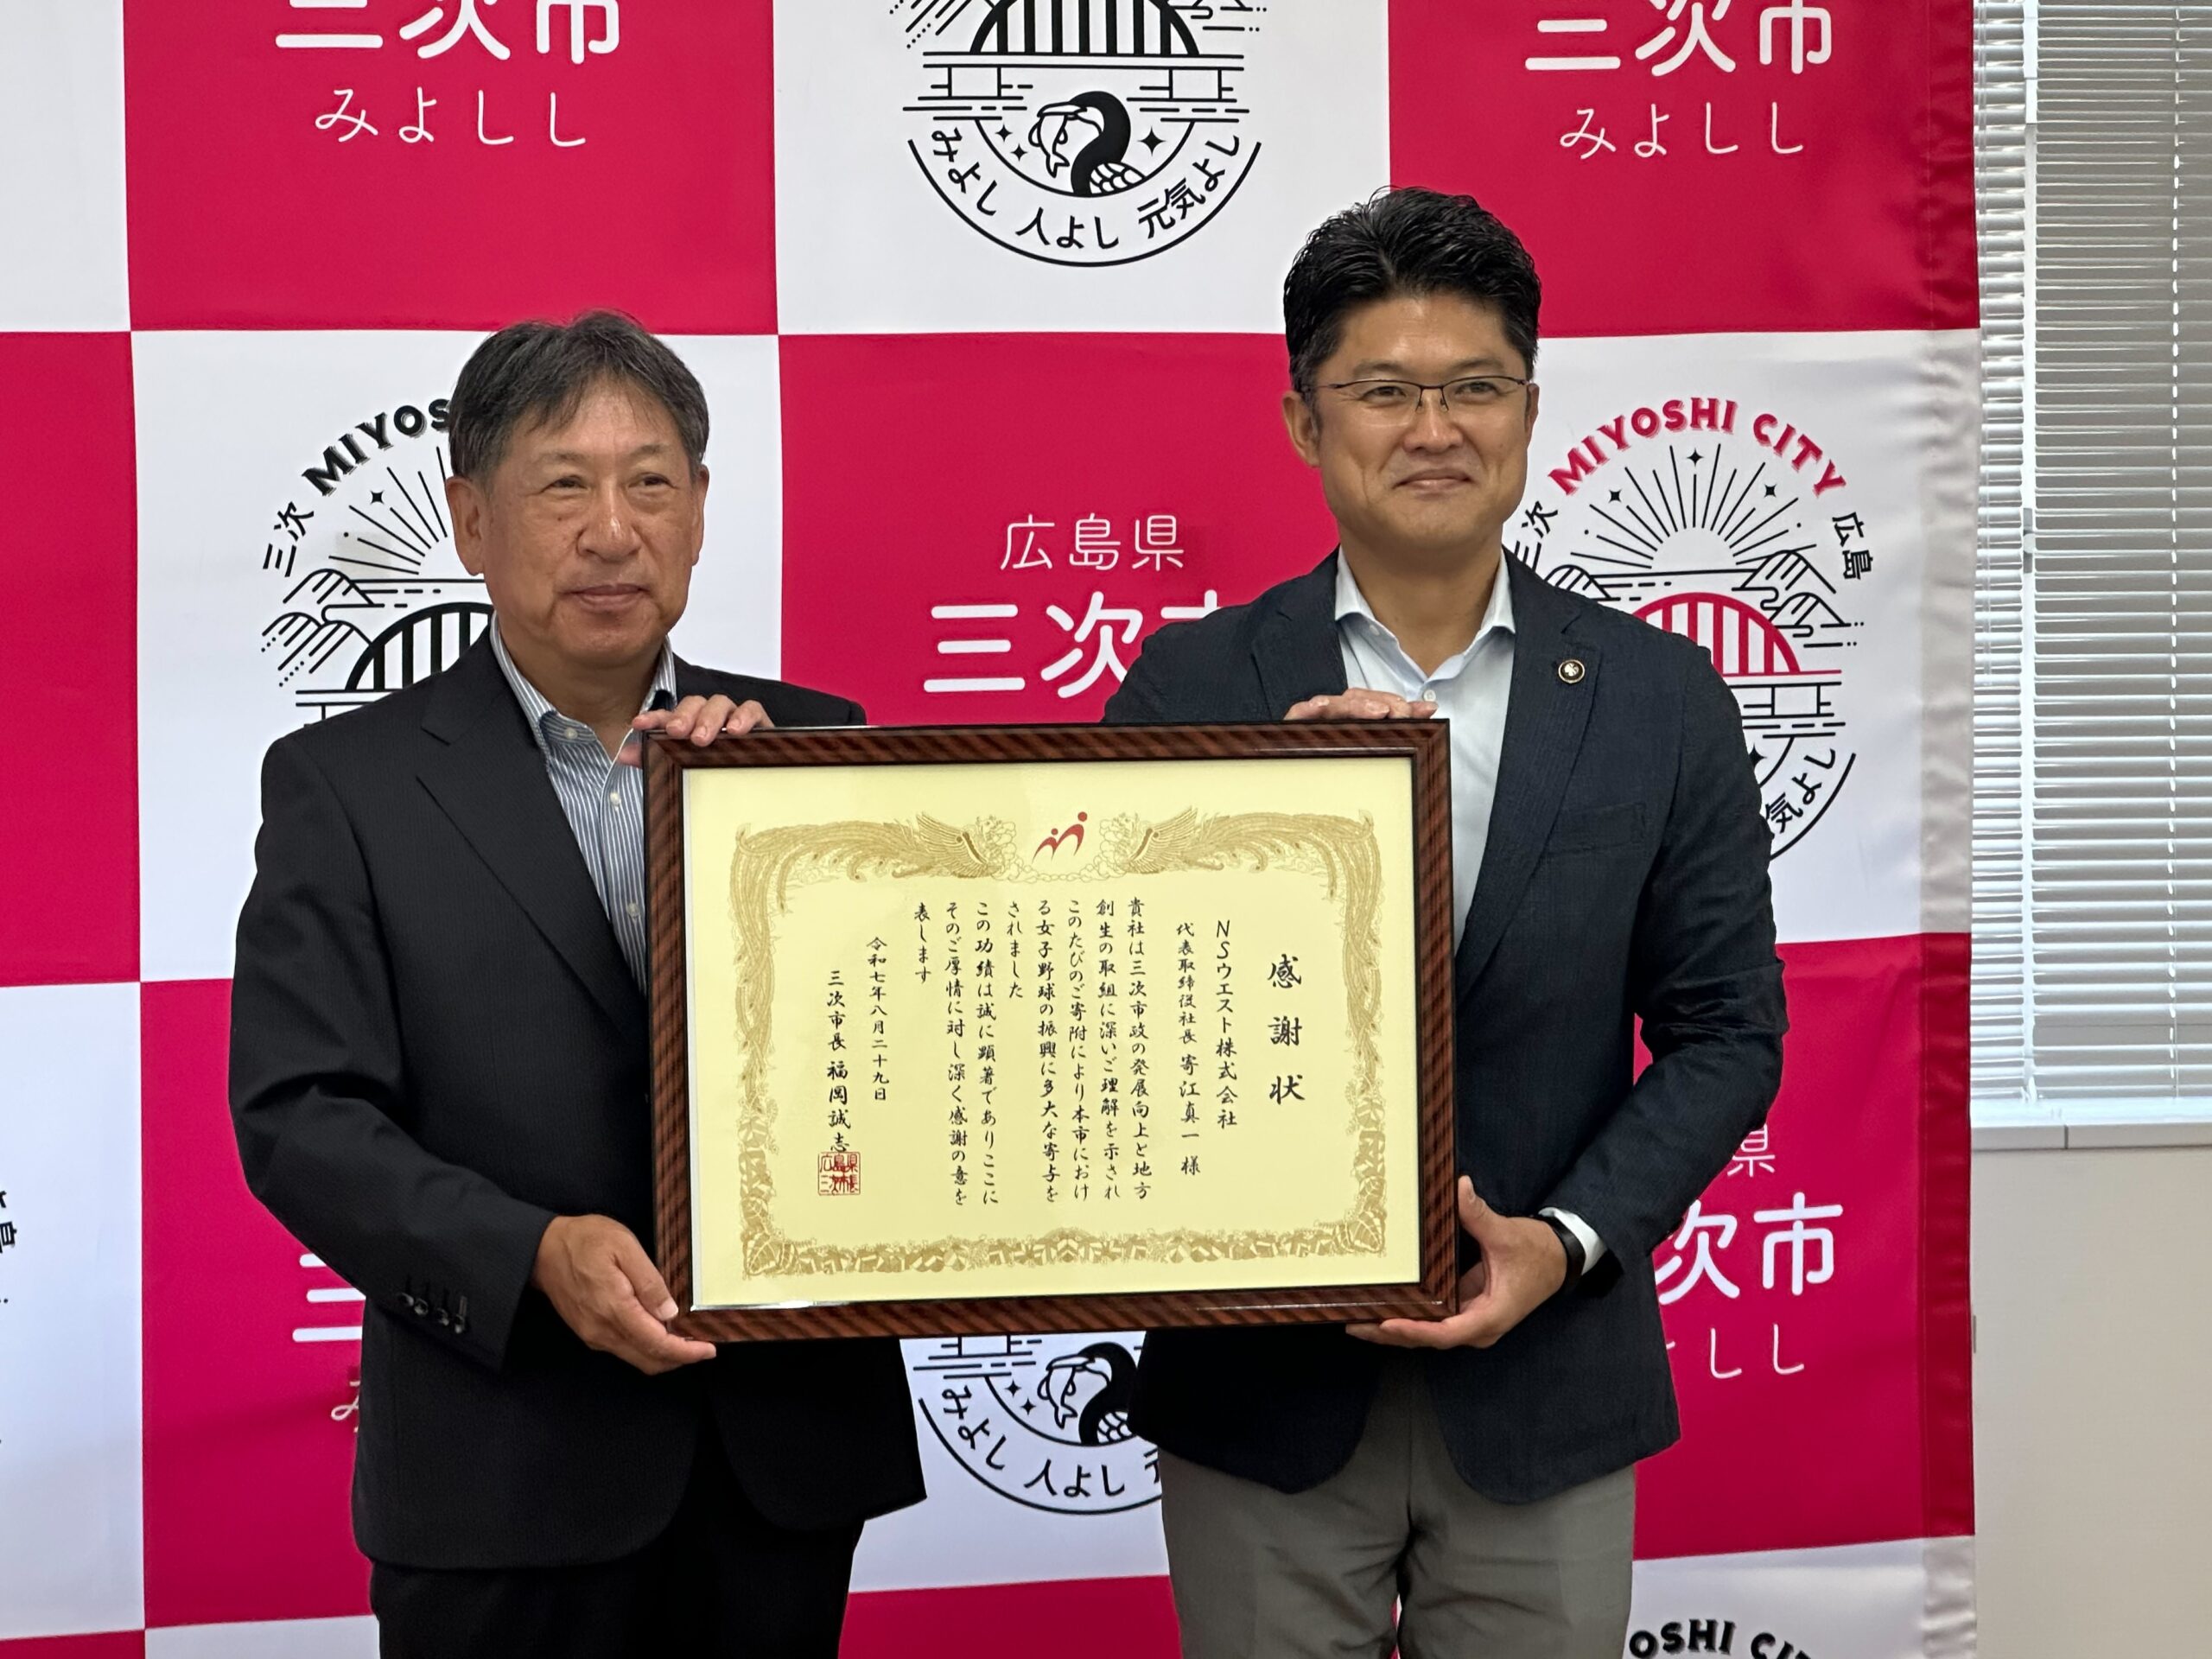 三次市
みよしし
みよし 人よし 元気よし
三次市
みよしし
三次 MIYOS
広島県
三次市
三次 MIYOSHI CITY 広島
気よし
感謝状
NSウエスト株式会社
代表取締役社長 寄江真一 様
貴社は三次市政の発展向上と地方
創生の取組に深いご理解を示され
このたびのご寄附により本市におけ
る女子野球の振興に多大な寄与を
されました
この功績は誠に顕著でありここに
そのご厚情に対し深く感謝の意を
表します
令和七年八月二十九日
三次市長 福岡誠志
広島県
三次市長
県
次市
しし
みよし 人よし
OSHI CI